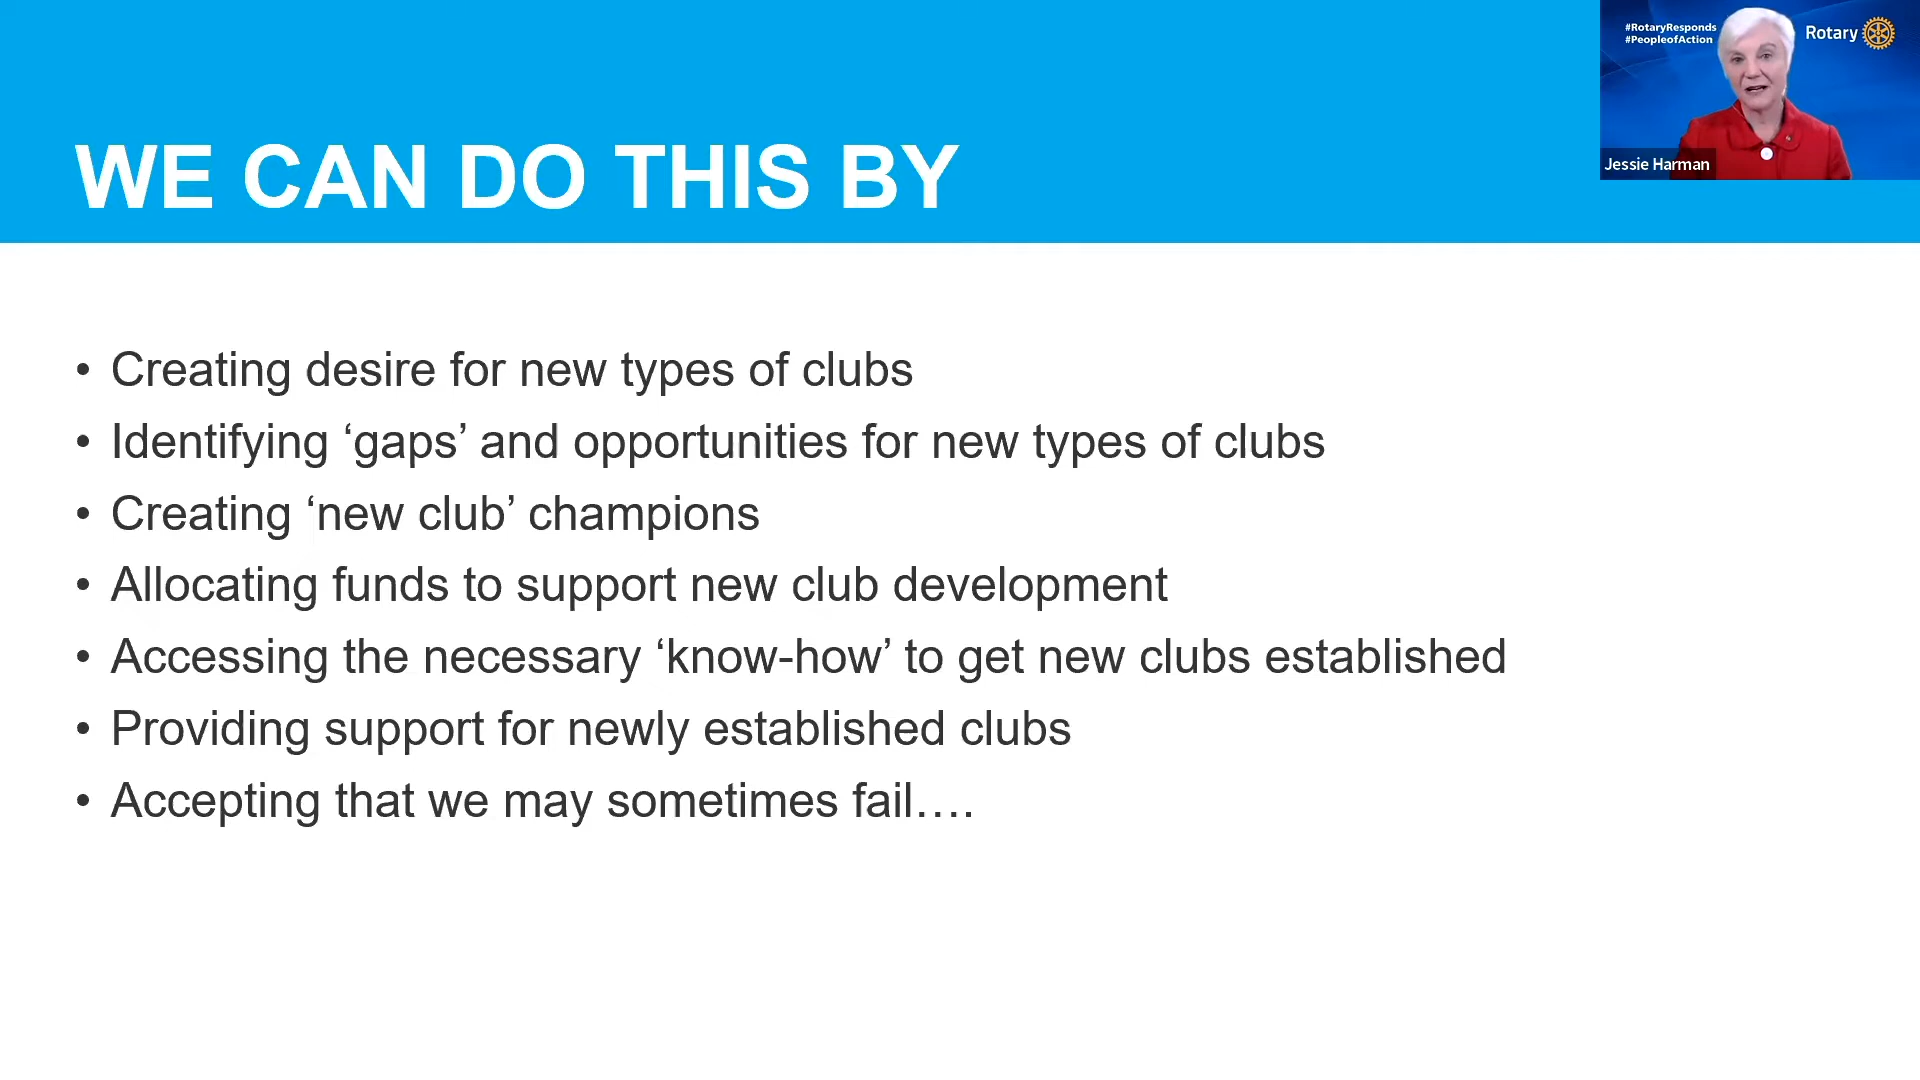 #RotaryResponds
#PeopleofAction
Rotary
Jessie Harman
WE CAN DO THIS BY
• Creating desire for new types of clubs
• Identifying ‘gaps’ and opportunities for new types of clubs
• Creating ‘new club’ champions
• Allocating funds to support new club development
• Accessing the necessary ‘know-how’ to get new clubs established
• Providing support for newly established clubs
• Accepting that we may sometimes fail….